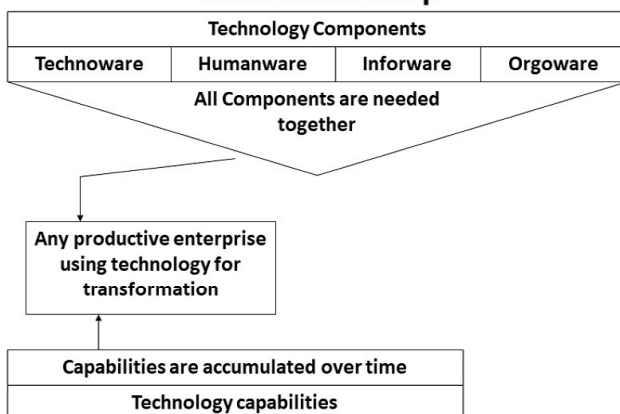 Technology Components
Technoware Humanware Inforware Orgoware
All Components are needed
together
Any productive enterprise
using technology for
transformation
Capabilities are accumulated over time
Technology capabilities